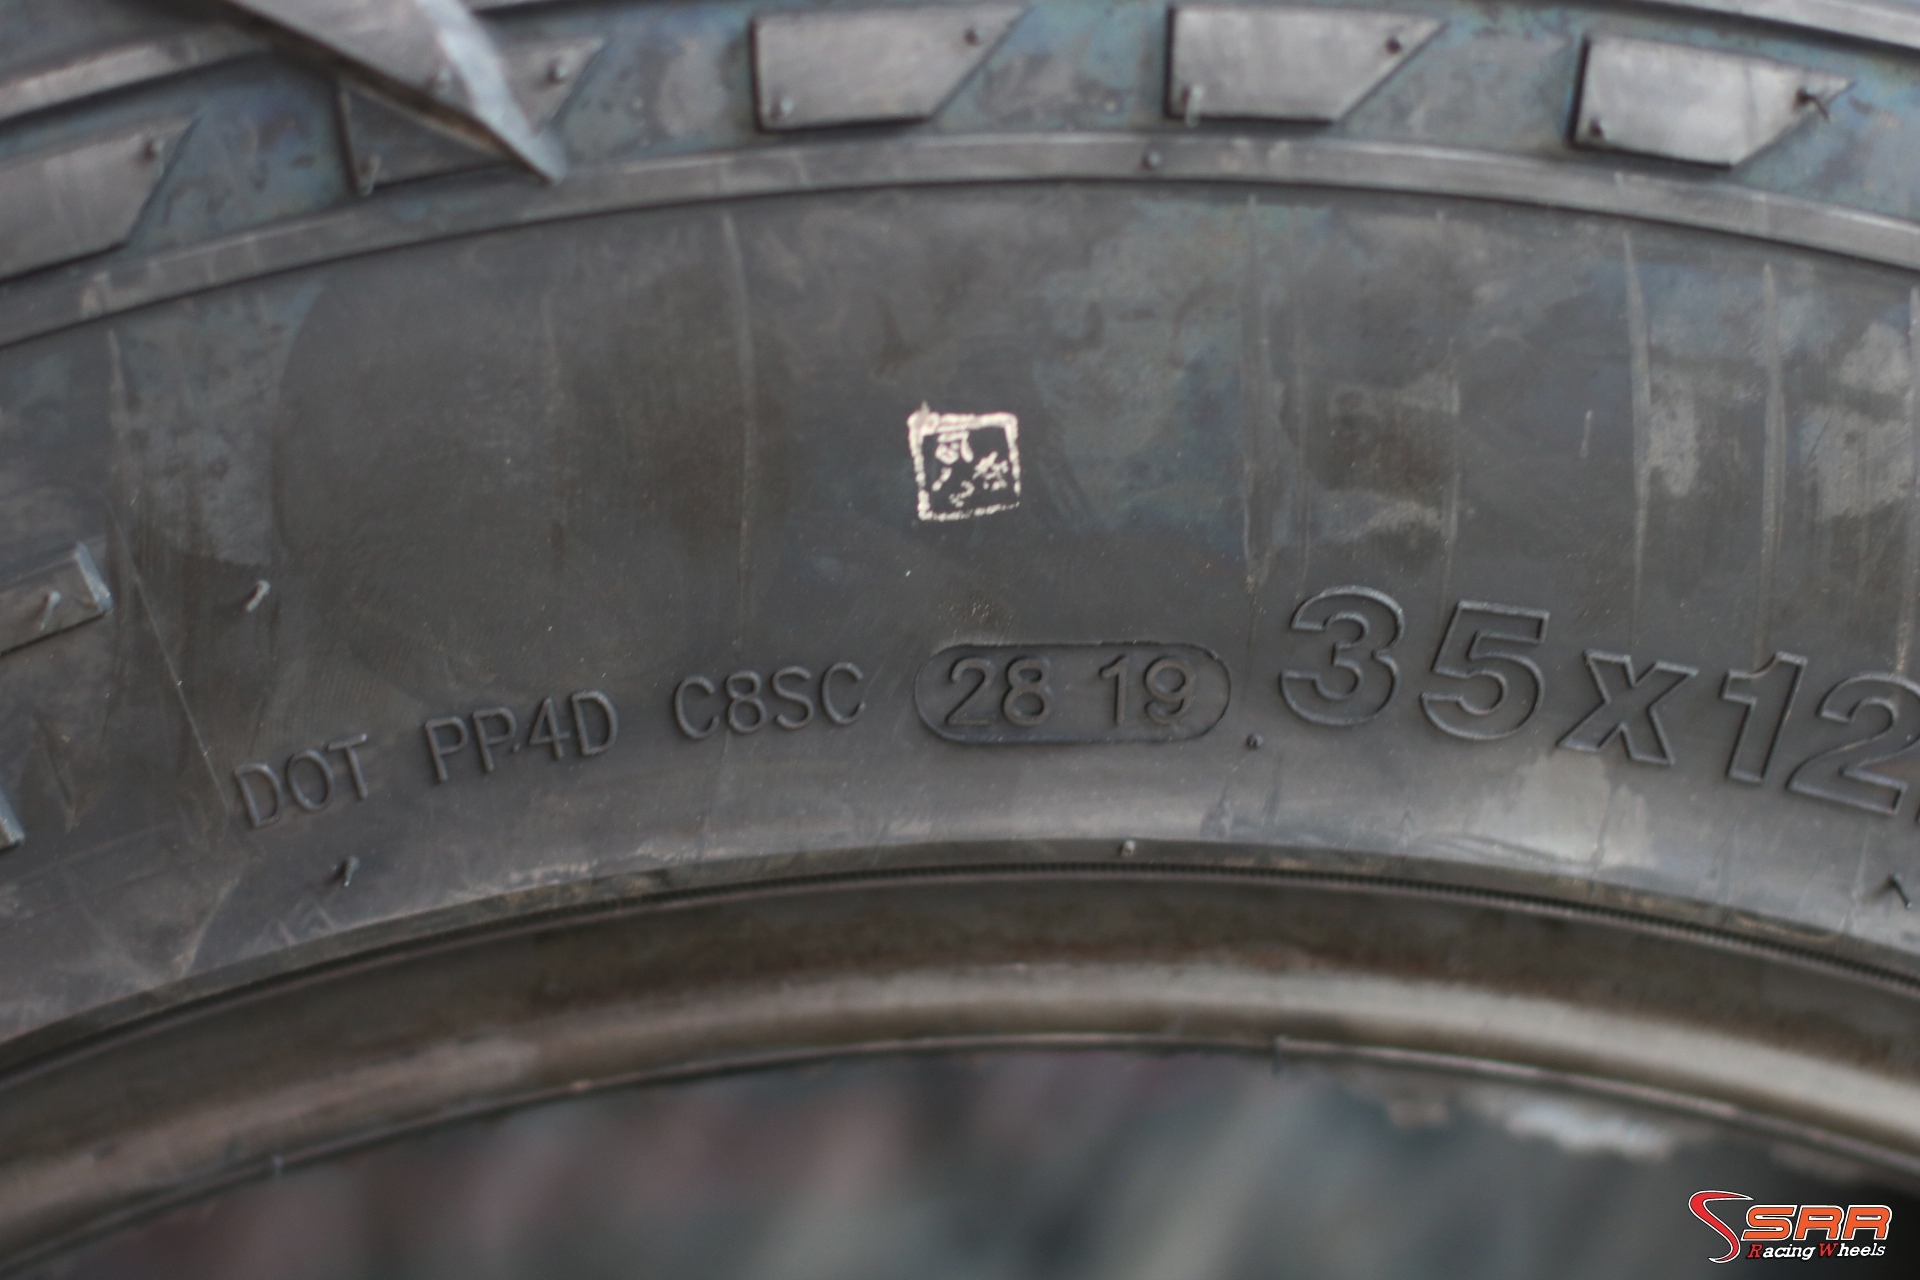 DOT PP4D C8SC 28 19 35x12
SRR
Racing Wheels